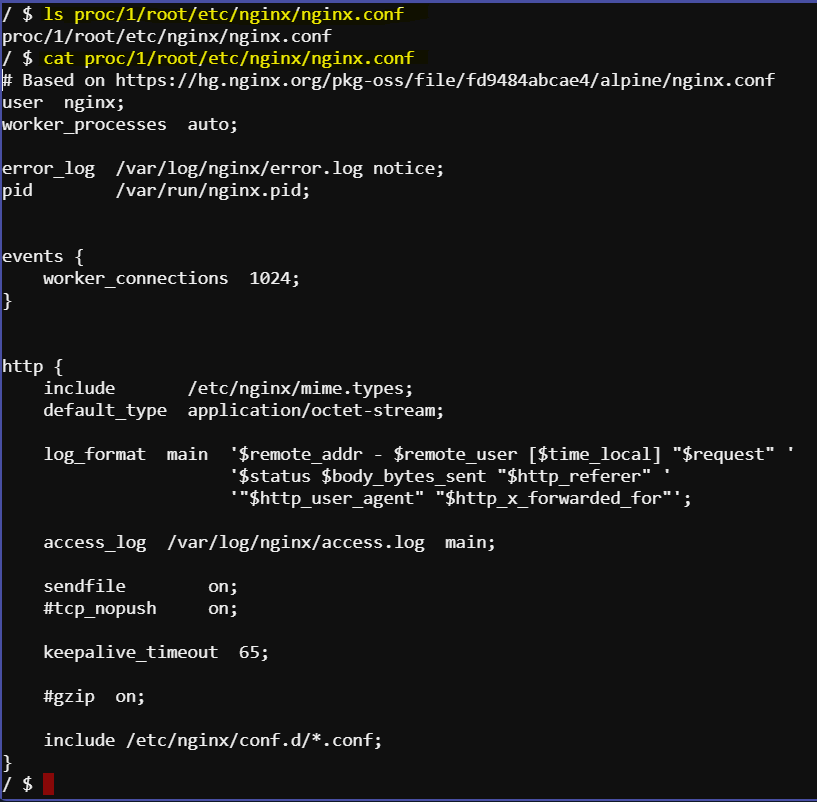 / $ ls proc/1/root/etc/nginx/nginx.conf
proc/1/root/etc/nginx/nginx.conf
/ $ cat proc/1/root/etc/nginx/nginx.conf
# Based on https://hg.nginx.org/pkg-oss/file/fd9484abcae4/alpine/nginx.conf
user  nginx;
worker_processes  auto;

error_log  /var/log/nginx/error.log notice;
pid        /var/run/nginx.pid;


events {
    worker_connections  1024;
}


http {
    include       /etc/nginx/mime.types;
    default_type  application/octet-stream;

    log_format  main  '$remote_addr - $remote_user [$time_local] "$request" '
                      '$status $body_bytes_sent "$http_referer" '
                      '"$http_user_agent" "$http_x_forwarded_for"';

    access_log  /var/log/nginx/access.log  main;

    sendfile        on;
    #tcp_nopush     on;

    keepalive_timeout  65;

    #gzip  on;

    include /etc/nginx/conf.d/*.conf;
}
/ $